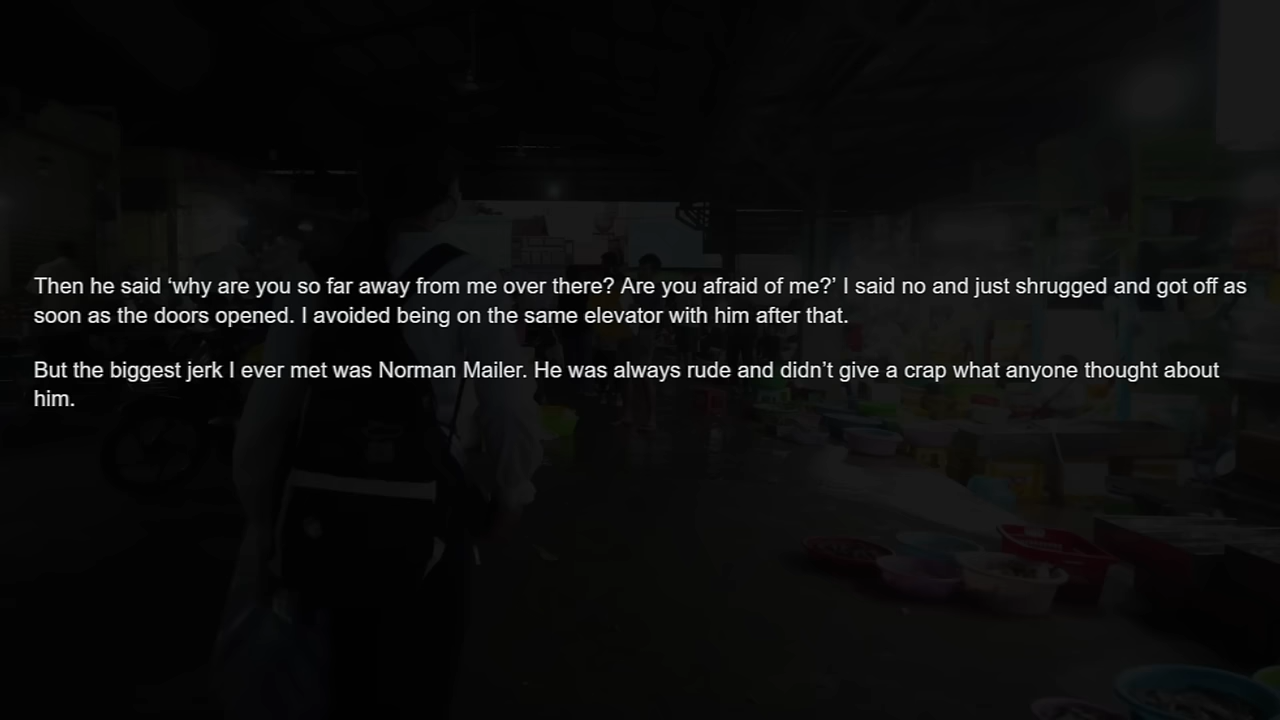 Then he said ‘why are you so far away from me over there? Are you afraid of me?’ I said no and just shrugged and got off as
soon as the doors opened. I avoided being on the same elevator with him after that.
But the biggest jerk I ever met was Norman Mailer. He was always rude and didn’t give a crap what anyone thought about
him.